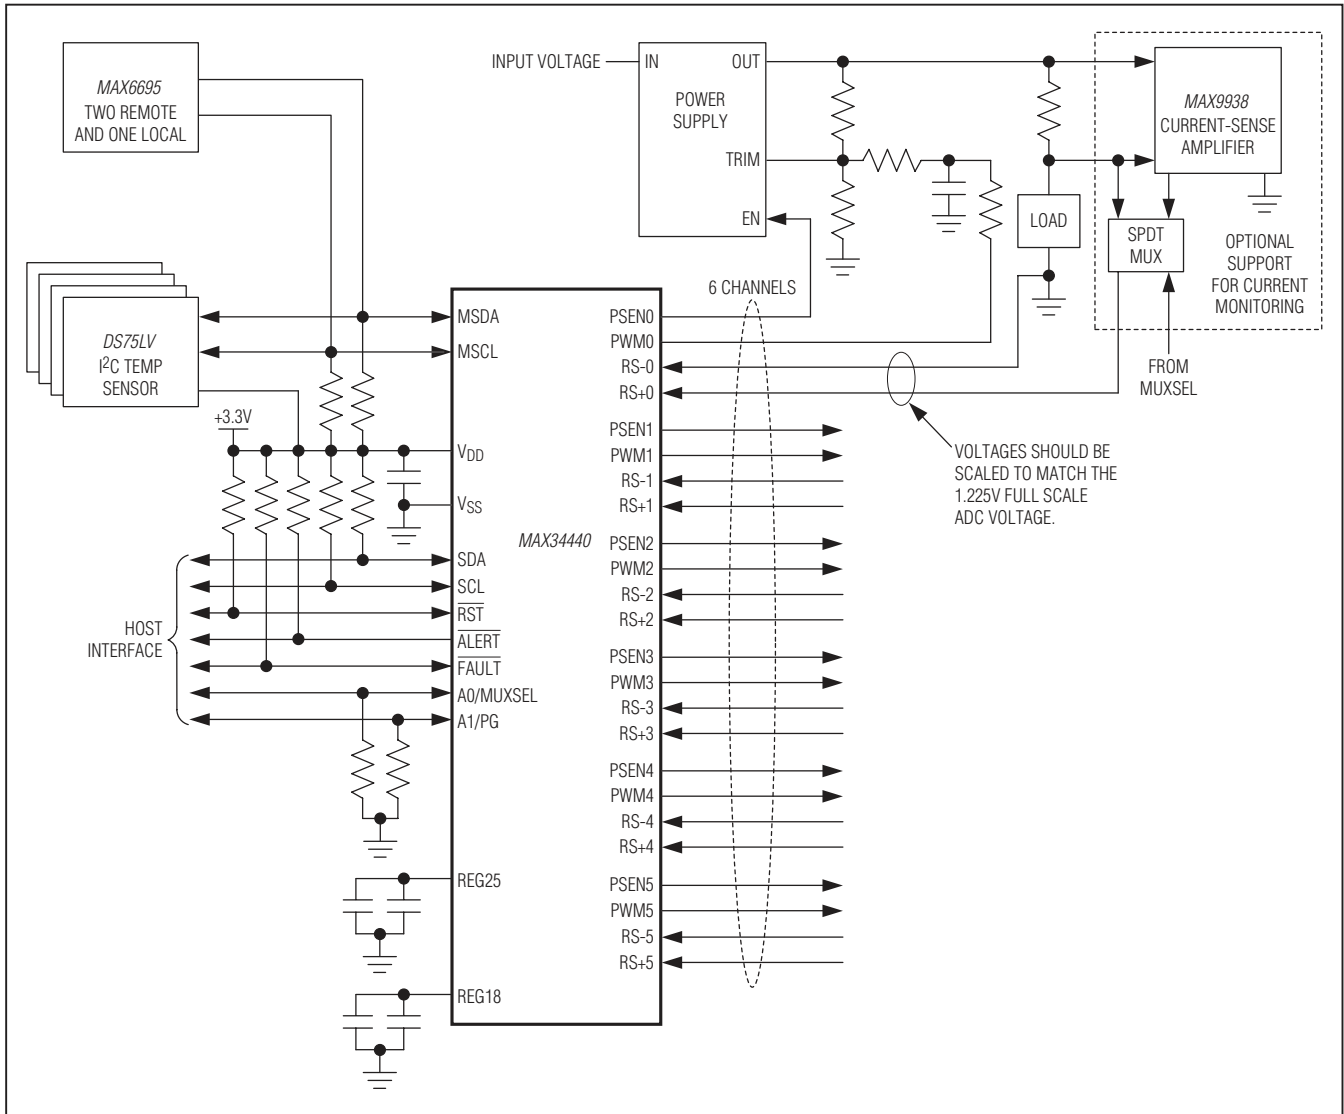 MAX6695
TWO REMOTE
AND ONE LOCAL
INPUT VOLTAGE
IN
OUT
POWER
SUPPLY
TRIM
EN
MAX9938
CURRENT-SENSE
AMPLIFIER
LOAD
SPDT
MUX
OPTIONAL
SUPPORT
FOR CURRENT
MONITORING
FROM
MUXSEL
6 CHANNELS
DS75LV
I2C TEMP
SENSOR
+3.3V
MSDA
MSCL
VDD
VSS
SDA
SCL
RST
ALERT
FAULT
A0/MUXSEL
A1/PG
REG25
REG18
HOST
INTERFACE
MAX34440
PSEN0
PWM0
RS-0
RS+0
PSEN1
PWM1
RS-1
RS+1
PSEN2
PWM2
RS-2
RS+2
PSEN3
PWM3
RS-3
RS+3
PSEN4
PWM4
RS-4
RS+4
PSEN5
PWM5
RS-5
RS+5
VOLTAGES SHOULD BE
SCALED TO MATCH THE
1.225V FULL SCALE
ADC VOLTAGE.